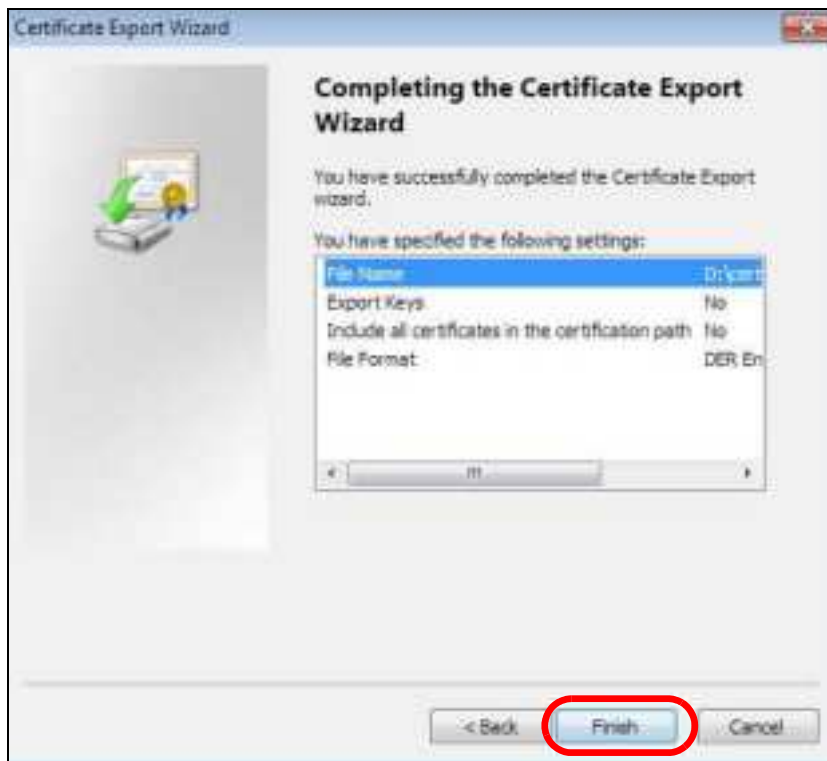 Certificate Export Wizard
Completing the Certificate Export
Wizard
You have successfully completed the Certificate Export
wizard.
You have specified the following settings:
File Name D:\cert
Export Keys No
Include all certificates in the certification path No
File Format DER En
< Back Finish Cancel